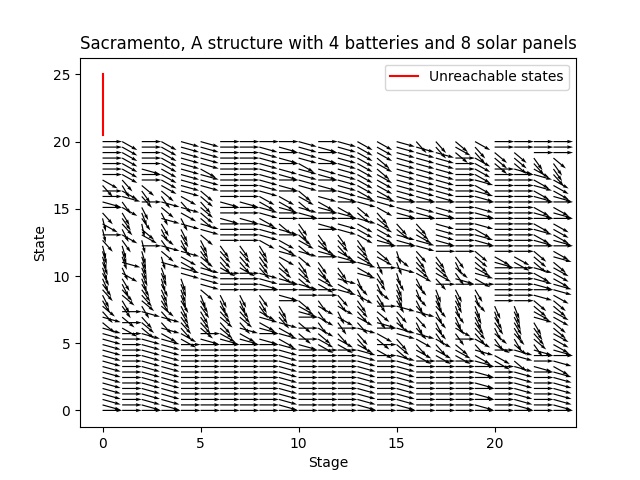 Sacramento, A structure with 4 batteries and 8 solar panels
Unreachable states
25
20
15
10
5
0
State
0 5 10 15 20
Stage